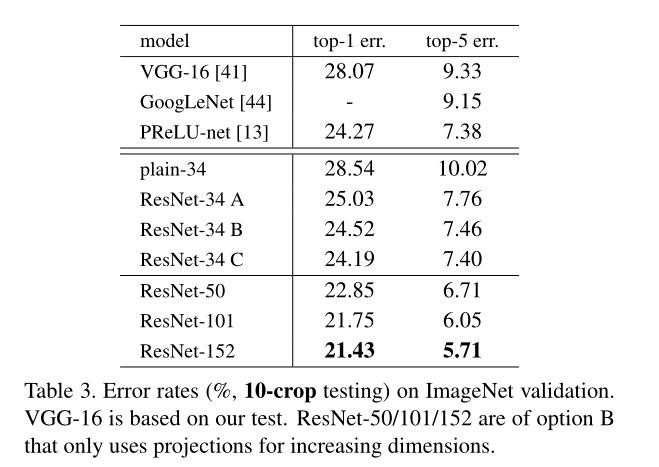 model top-1 err. top-5 err.
VGG-16 [41] 28.07 9.33
GoogLeNet [44] - 9.15
PReLU-net [13] 24.27 7.38
plain-34 28.54 10.02
ResNet-34 A 25.03 7.76
ResNet-34 B 24.52 7.46
ResNet-34 C 24.19 7.40
ResNet-50 22.85 6.71
ResNet-101 21.75 6.05
ResNet-152 21.43 5.71
Table 3. Error rates (%, 10-crop testing) on ImageNet validation.
VGG-16 is based on our test. ResNet-50/101/152 are of option B
that only uses projections for increasing dimensions.